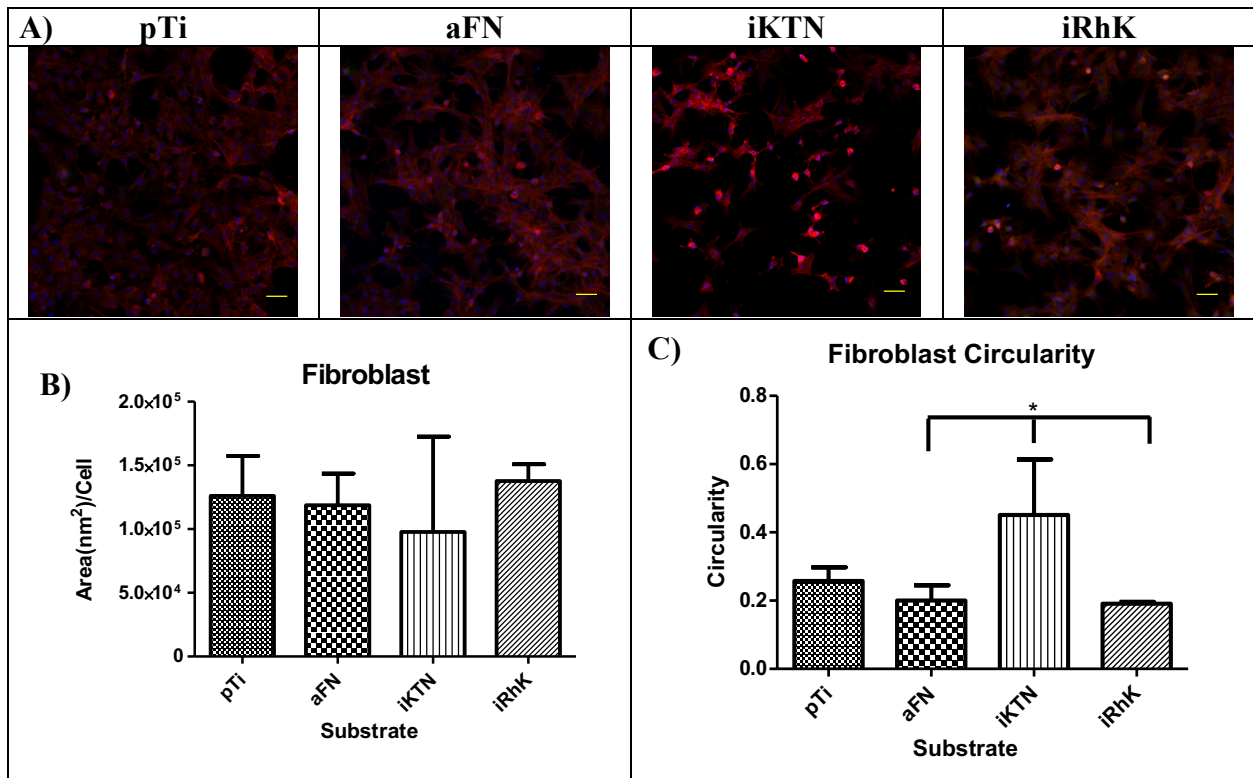 A) pTi aFN iKTN iRhK
B)
Fibroblast
Area(nm²)/Cell
2.0×10⁵
1.5×10⁵
1.0×10⁵
5.0×10⁴
0
pTi aFN iKTN iRhK
Substrate
C)
Fibroblast Circularity
Circularity
0.8
0.6
0.4
0.2
0.0
*
pTi aFN iKTN iRhK
Substrate